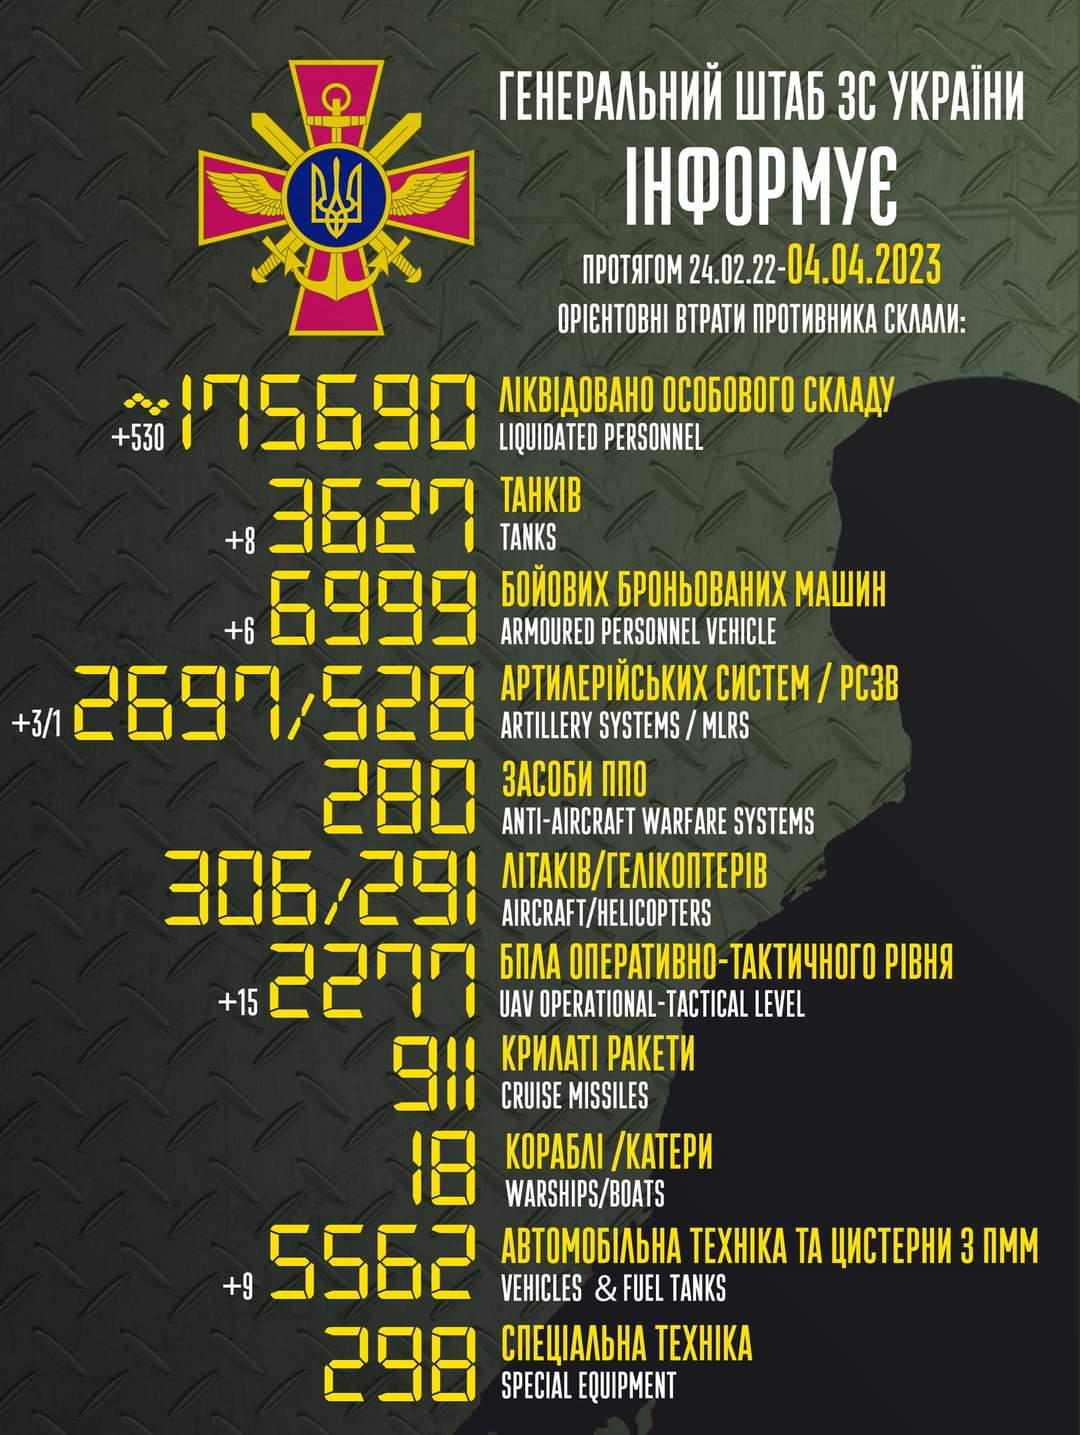 ГЕНЕРАЛЬНИЙ ШТАБ ЗС УКРАЇНИ
ІНФОРМУЄ
ПРОТЯГОМ 24.02.22-04.04.2023
ОРІЄНТОВНІ ВТРАТИ ПРОТИВНИКА СКЛАЛИ:
+530 ~175690 ЛІКВІДОВАНО ОСОБОВОГО СКЛАДУ
LIQUIDATED PERSONNEL
+8 3627 ТАНКІВ
TANKS
+6 6999 БОЙОВИХ БРОНЬОВАНИХ МАШИН
ARMOURED PERSONNEL VEHICLE
+3/1 2697/528 АРТИЛЕРІЙСЬКИХ СИСТЕМ / РСЗВ
ARTILLERY SYSTEMS / MLRS
280 ЗАСОБИ ППО
ANTI-AIRCRAFT WARFARE SYSTEMS
306/291 ЛІТАКІВ/ГЕЛІКОПТЕРІВ
AIRCRAFT/HELICOPTERS
+15 2277 БПЛА ОПЕРАТИВНО-ТАКТИЧНОГО РІВНЯ
UAV OPERATIONAL-TACTICAL LEVEL
911 КРИЛАТІ РАКЕТИ
CRUISE MISSILES
18 КОРАБЛІ /КАТЕРИ
WARSHIPS/BOATS
+9 5562 АВТОМОБІЛЬНА ТЕХНІКА ТА ЦИСТЕРНИ З ПММ
VEHICLES & FUEL TANKS
298 СПЕЦІАЛЬНА ТЕХНІКА
SPECIAL EQUIPMENT